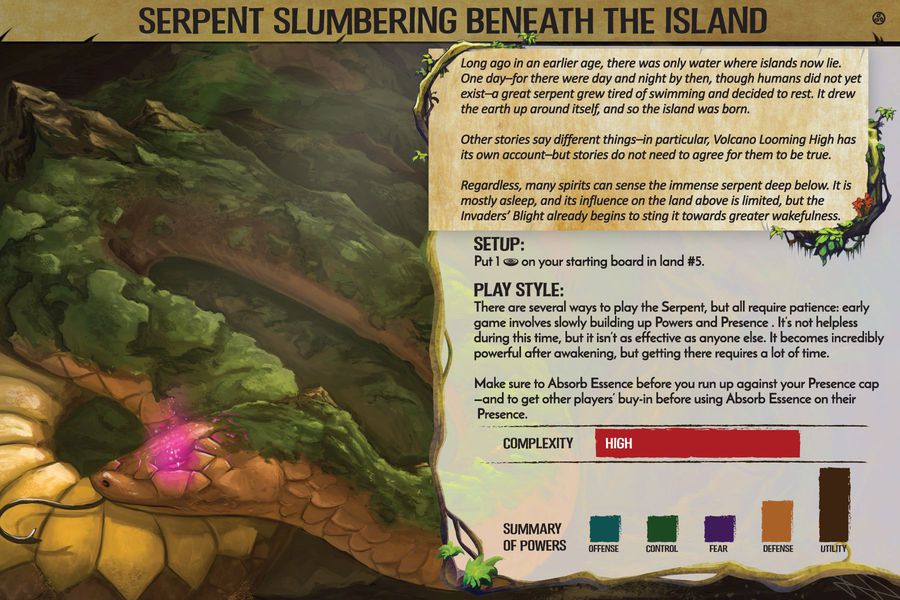 SERPENT SLUMBERING BENEATH THE ISLAND
Long ago in an earlier age, there was only water where islands now lie.
One day—for there were day and night by then, though humans did not yet
exist—a great serpent grew tired of swimming and decided to rest. It drew
the earth up around itself, and so the island was born.
Other stories say different things—in particular, Volcano Looming High has
its own account—but stories do not need to agree for them to be true.
Regardless, many spirits can sense the immense serpent deep below. It is
mostly asleep, and its influence on the land above is limited, but the
Invaders' Blight already begins to sting it towards greater wakefulness.
SETUP:
Put 1 on your starting board in land #5.
PLAY STYLE:
There are several ways to play the Serpent, but all require patience: early
game involves slowly building up Powers and Presence . It's not helpless
during this time, but it isn't as effective as anyone else. It becomes incredibly
powerful after awakening, but getting there requires a lot of time.
Make sure to Absorb Essence before you run up against your Presence cap
—and to get other players' buy-in before using Absorb Essence on their
Presence.
COMPLEXITY HIGH
SUMMARY
OF POWERS
OFFENSE CONTROL FEAR DEFENSE UTILITY